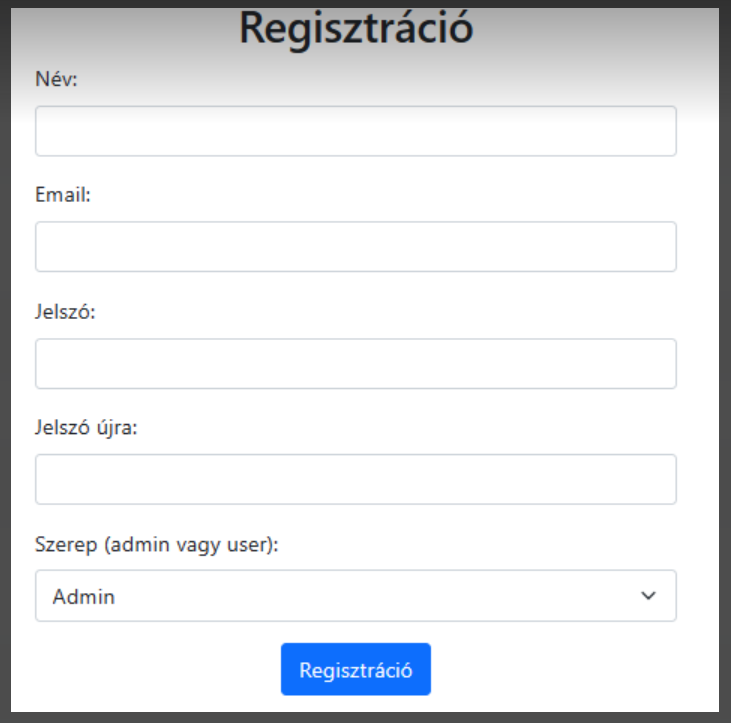 Regisztráció
Név:
Email:
Jelszó:
Jelszó újra:
Szerep (admin vagy user):
Admin
Regisztráció